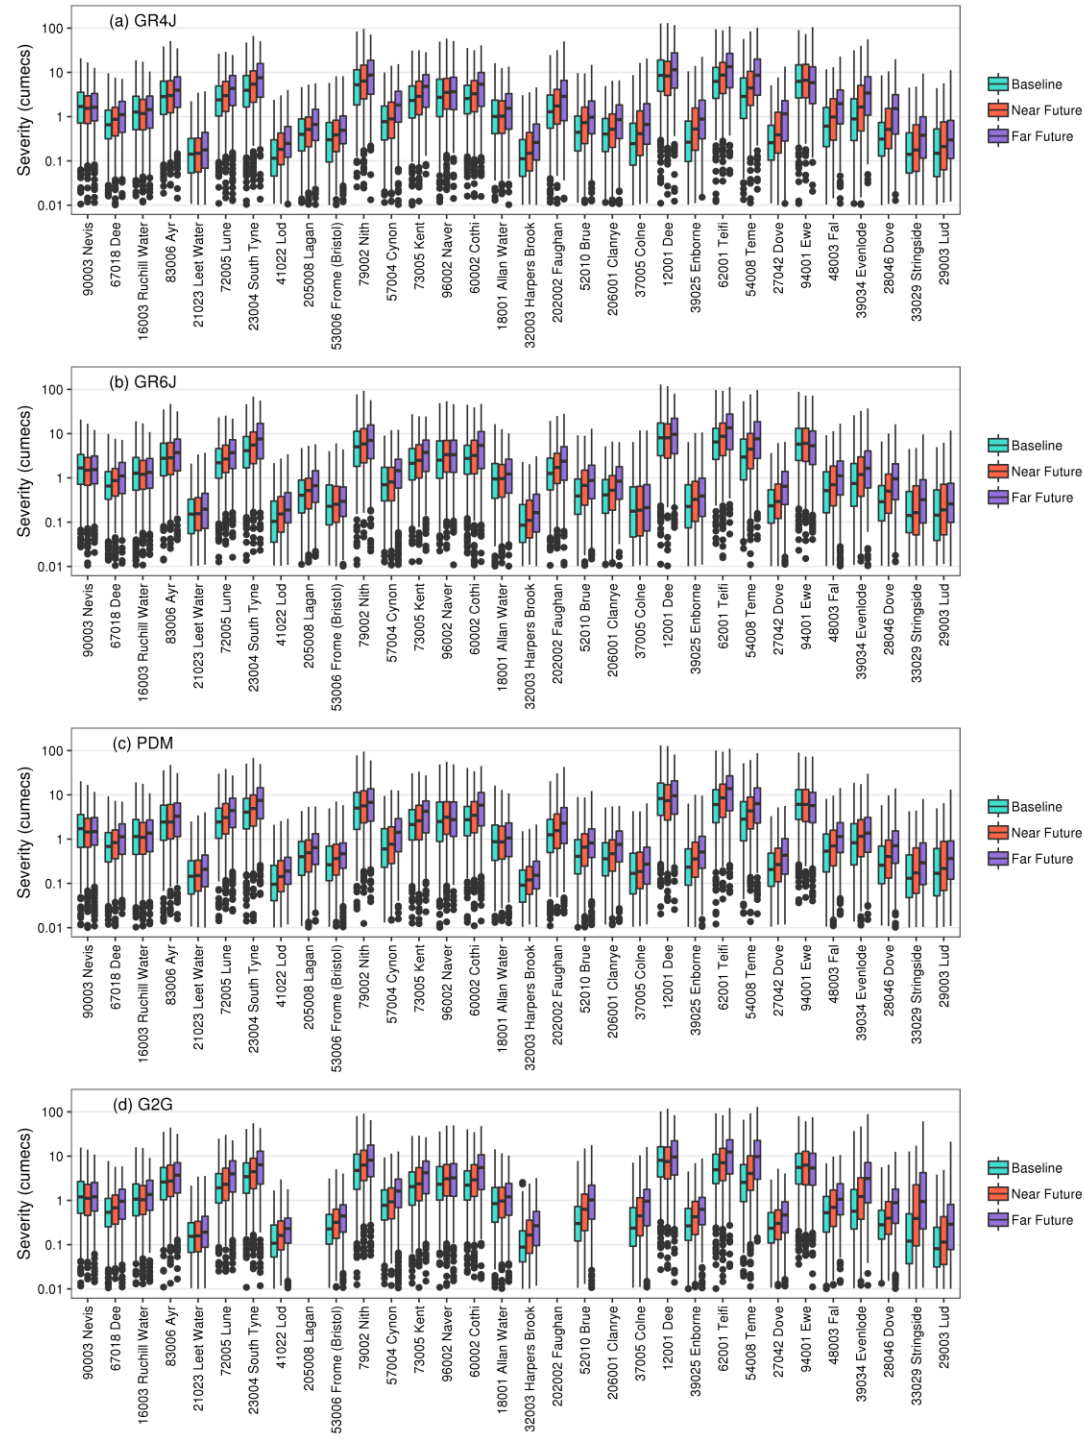 (a) GR4J
Severity (cumecs)
100
10
1
0.1
0.01
90003 Nevis
67018 Dee
16003 Ruchill Water
83006 Ayr
21023 Leet Water
72005 Lune
23004 South Tyne
41022 Lod
205008 Lagan
53006 Frome (Bristol)
79002 Nith
57004 Cynon
73005 Kent
96002 Naver
60002 Cothi
18001 Allan Water
32003 Harpers Brook
202002 Faughan
52010 Brue
206001 Clanrye
37005 Colne
12001 Dee
39025 Enborne
62001 Teifi
54008 Teme
27042 Dove
94001 Ewe
48003 Fal
39034 Evenlode
28046 Dove
33029 Stringside
29003 Lud
Baseline
Near Future
Far Future
(b) GR6J
Severity (cumecs)
100
10
1
0.1
0.01
90003 Nevis
67018 Dee
16003 Ruchill Water
83006 Ayr
21023 Leet Water
72005 Lune
23004 South Tyne
41022 Lod
205008 Lagan
53006 Frome (Bristol)
79002 Nith
57004 Cynon
73005 Kent
96002 Naver
60002 Cothi
18001 Allan Water
32003 Harpers Brook
202002 Faughan
52010 Brue
206001 Clanrye
37005 Colne
12001 Dee
39025 Enborne
62001 Teifi
54008 Teme
27042 Dove
94001 Ewe
48003 Fal
39034 Evenlode
28046 Dove
33029 Stringside
29003 Lud
Baseline
Near Future
Far Future
(c) PDM
Severity (cumecs)
100
10
1
0.1
0.01
90003 Nevis
67018 Dee
16003 Ruchill Water
83006 Ayr
21023 Leet Water
72005 Lune
23004 South Tyne
41022 Lod
205008 Lagan
53006 Frome (Bristol)
79002 Nith
57004 Cynon
73005 Kent
96002 Naver
60002 Cothi
18001 Allan Water
32003 Harpers Brook
202002 Faughan
52010 Brue
206001 Clanrye
37005 Colne
12001 Dee
39025 Enborne
62001 Teifi
54008 Teme
27042 Dove
94001 Ewe
48003 Fal
39034 Evenlode
28046 Dove
33029 Stringside
29003 Lud
Baseline
Near Future
Far Future
(d) G2G
Severity (cumecs)
100
10
1
0.1
0.01
90003 Nevis
67018 Dee
16003 Ruchill Water
83006 Ayr
21023 Leet Water
72005 Lune
23004 South Tyne
41022 Lod
205008 Lagan
53006 Frome (Bristol)
79002 Nith
57004 Cynon
73005 Kent
96002 Naver
60002 Cothi
18001 Allan Water
32003 Harpers Brook
202002 Faughan
52010 Brue
206001 Clanrye
37005 Colne
12001 Dee
39025 Enborne
62001 Teifi
54008 Teme
27042 Dove
94001 Ewe
48003 Fal
39034 Evenlode
28046 Dove
33029 Stringside
29003 Lud
Baseline
Near Future
Far Future